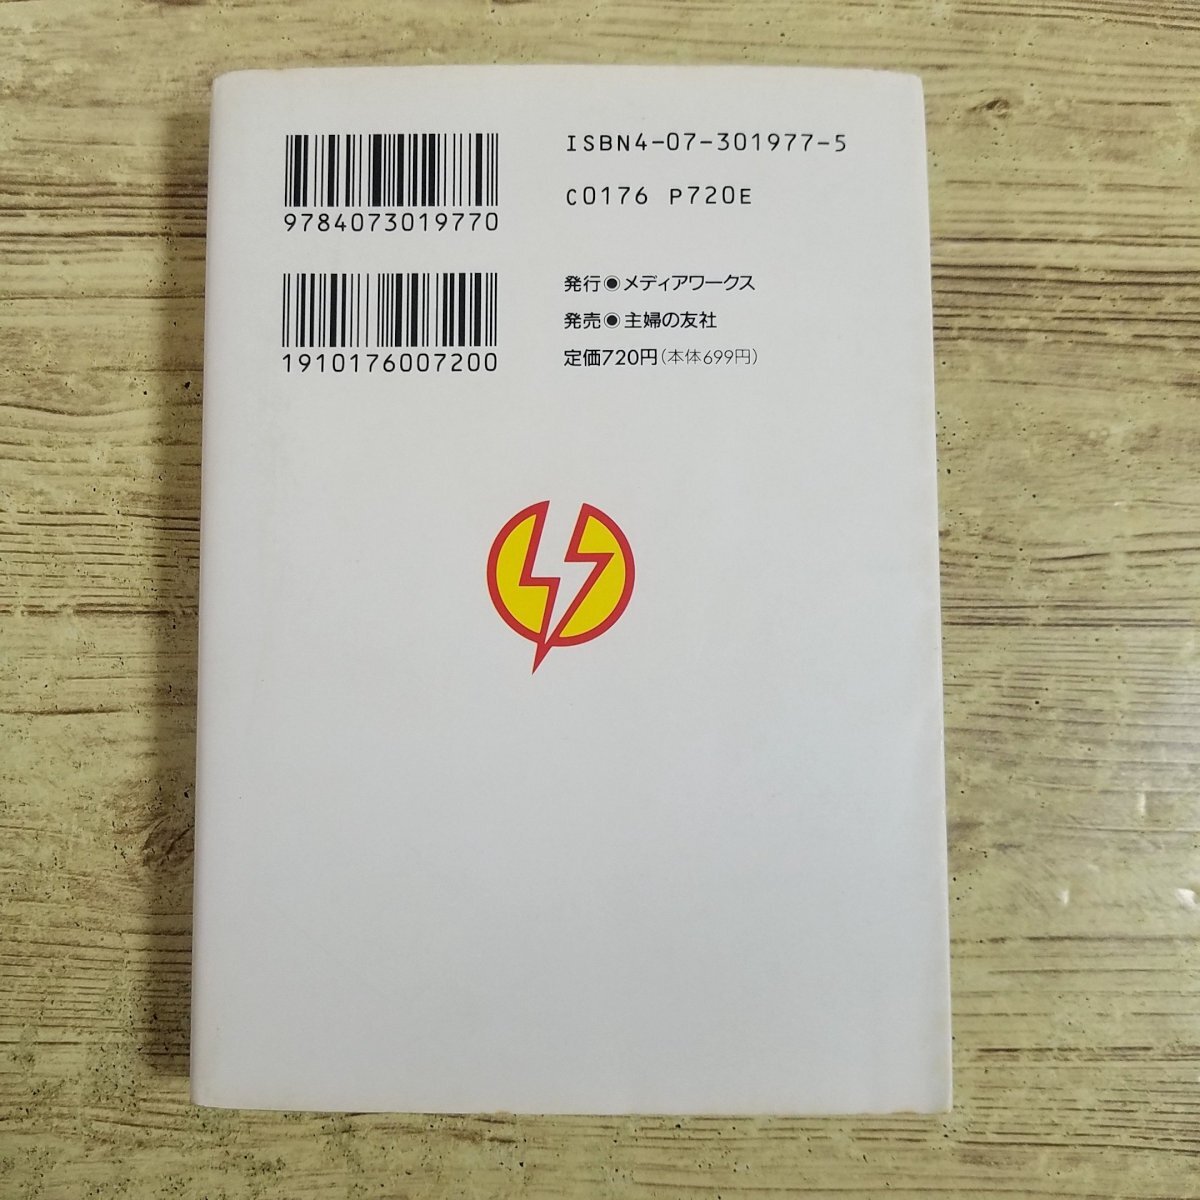 ISBN4-07-301977-5
9784073019770
C0176 P720E
発行◉メディアワークス
発売◉主婦の友社
1910176007200
定価720円(本体699円)